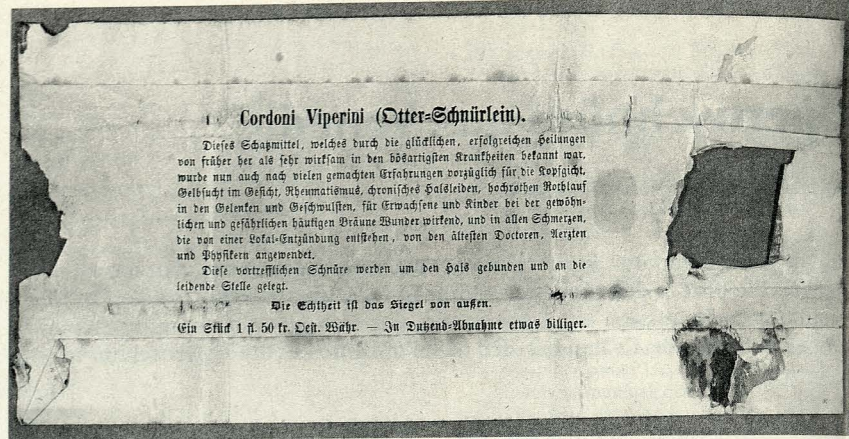 Cordoni Viperini (Otter-Schnürlein).
Dieses Schatzmittel, welches durch die glücklichen, erfolgreichen Heilungen
von früher her als sehr wirksam in den bösartigsten Krankheiten bekannt war,
wurde nun auch nach vielen gemachten Erfahrungen vorzüglich für die Kopfgicht,
Gelbsucht im Gesicht, Rheumatismus, chronisches Halsleiden, hochrothen Rothlauf
in den Gelenken und Geschwulsten, für Erwachsene und Kinder bei der gewöhn-
lichen und gefährlichen häutigen Bräune Wunder wirkend, und in allen Schmerzen,
die von einer Lokal-Entzündung entstehen, von den ältesten Doctoren, Aerzten
und Physikern angewendet.
Diese vortrefflichen Schnüre werden um den Hals gebunden und an die
leidende Stelle gelegt.
Die Echtheit ist das Siegel von außen.
Ein Stück 1 fl. 50 kr. Oest. Währ. — In Dutzend-Abnahme etwas billiger.